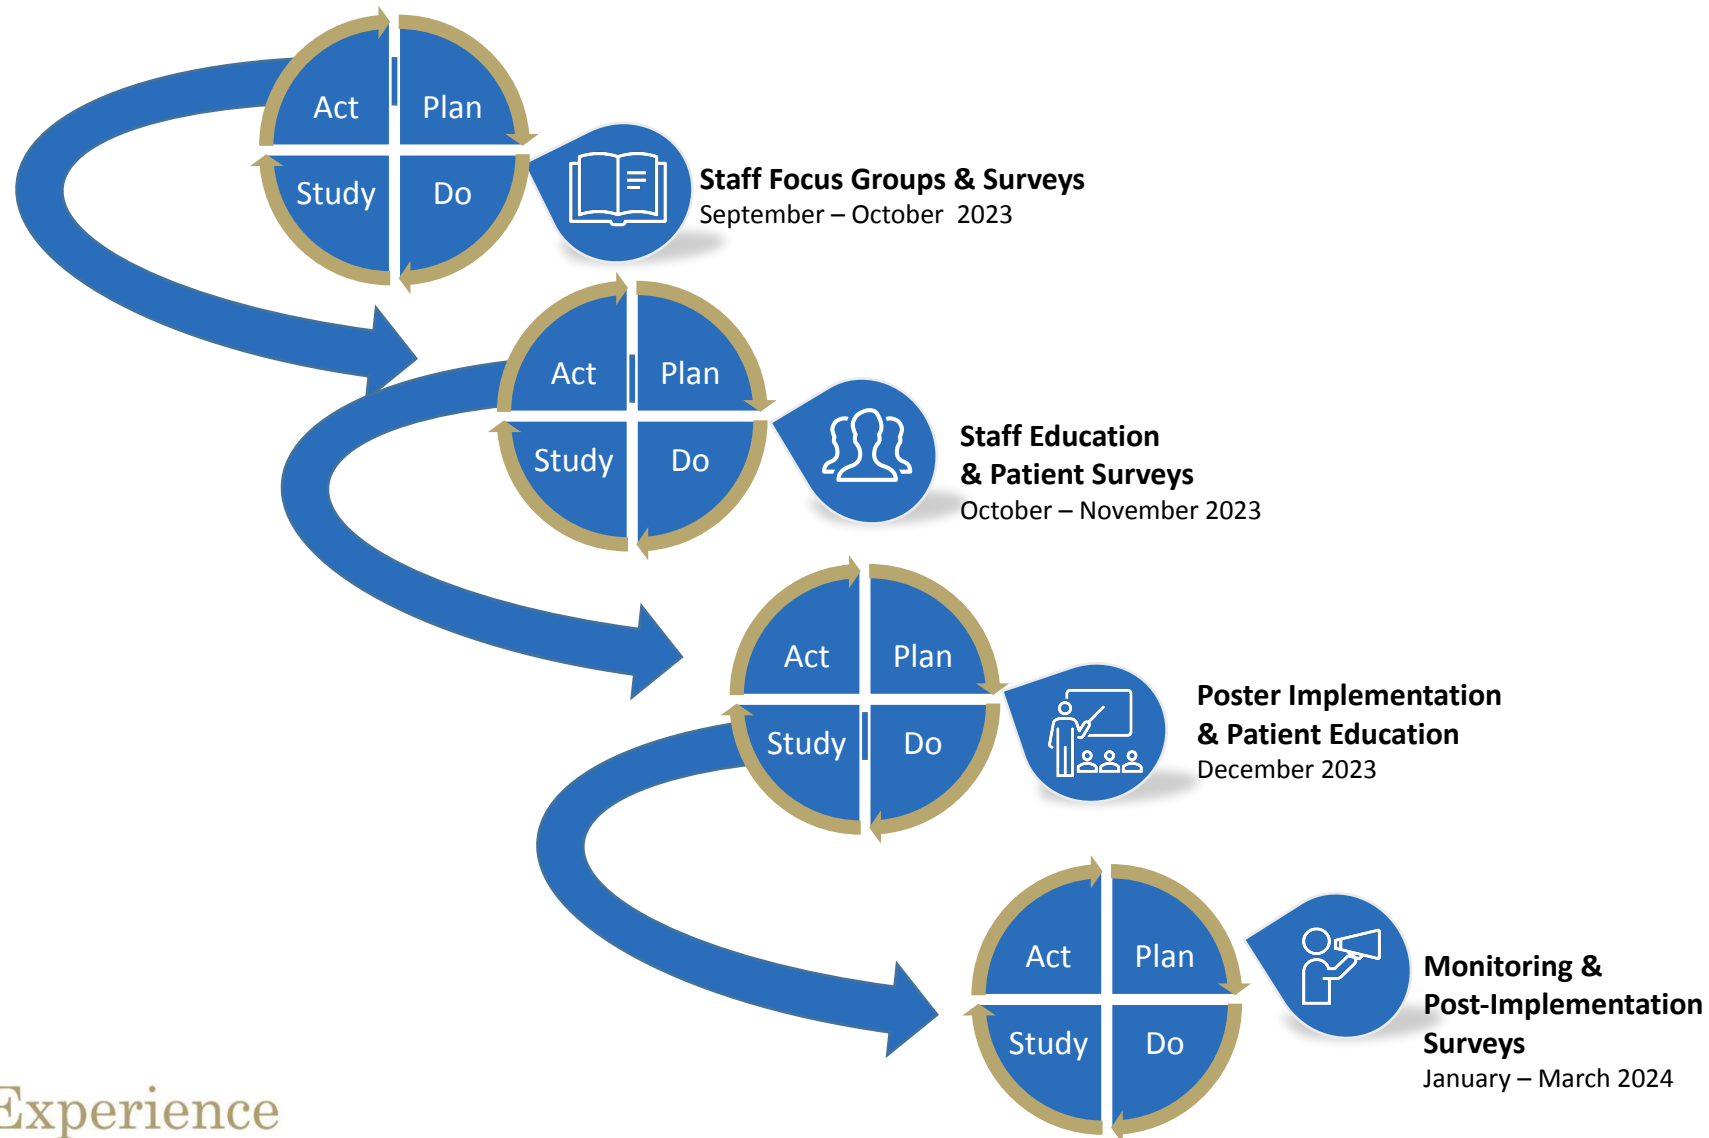 Act
Plan
Study
Do
Staff Focus Groups & Surveys
September – October 2023
Act
Plan
Study
Do
Staff Education
& Patient Surveys
October – November 2023
Act
Plan
Study
Do
Poster Implementation
& Patient Education
December 2023
Act
Plan
Study
Do
Monitoring &
Post-Implementation
Surveys
January – March 2024
Experience